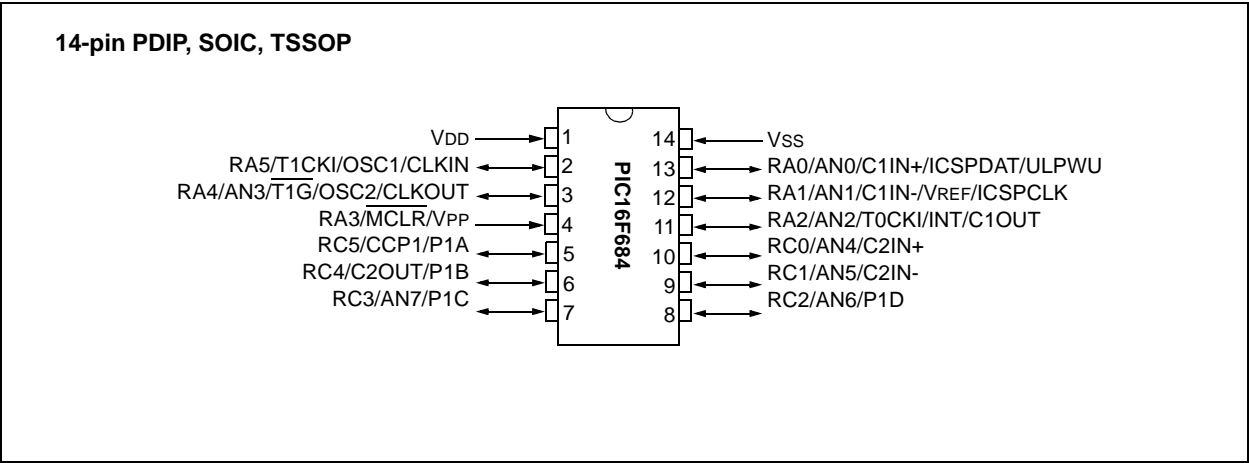 14-pin PDIP, SOIC, TSSOP
VDD 1 14 VSS
RA5/T1CKI/OSC1/CLKIN 2 13 RA0/AN0/C1IN+/ICSPDAT/ULPWU
RA4/AN3/T1G/OSC2/CLKOUT 3 12 RA1/AN1/C1IN-/VREF/ICSPCLK
RA3/MCLR/VPP 4 11 RA2/AN2/T0CKI/INT/C1OUT
RC5/CCP1/P1A 5 10 RC0/AN4/C2IN+
RC4/C2OUT/P1B 6 9 RC1/AN5/C2IN-
RC3/AN7/P1C 7 8 RC2/AN6/P1D
PIC16F684